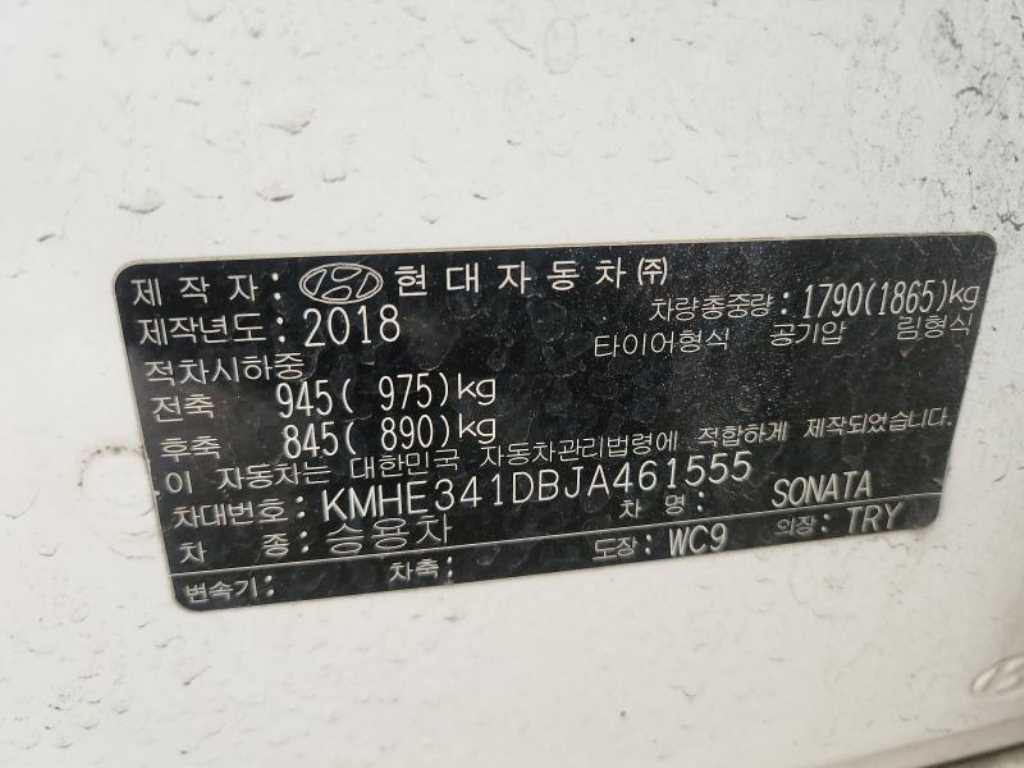 제 작 자 : 현대자동차㈜
제작년도 : 2018 차량총중량 : 1790(1865)kg
적차시하중 타이어형식 공기압 림형식
전축 945( 975)kg
후축 845( 890)kg
이 자동차는 대한민국 자동차관리법령에 적합하게 제작되었습니다.
차대번호 : KMHE341DBJA461555
차 종 : 승용차 차 명 : SONATA
변속기 : 차축 : 도장 : WC9 의장 : TRY